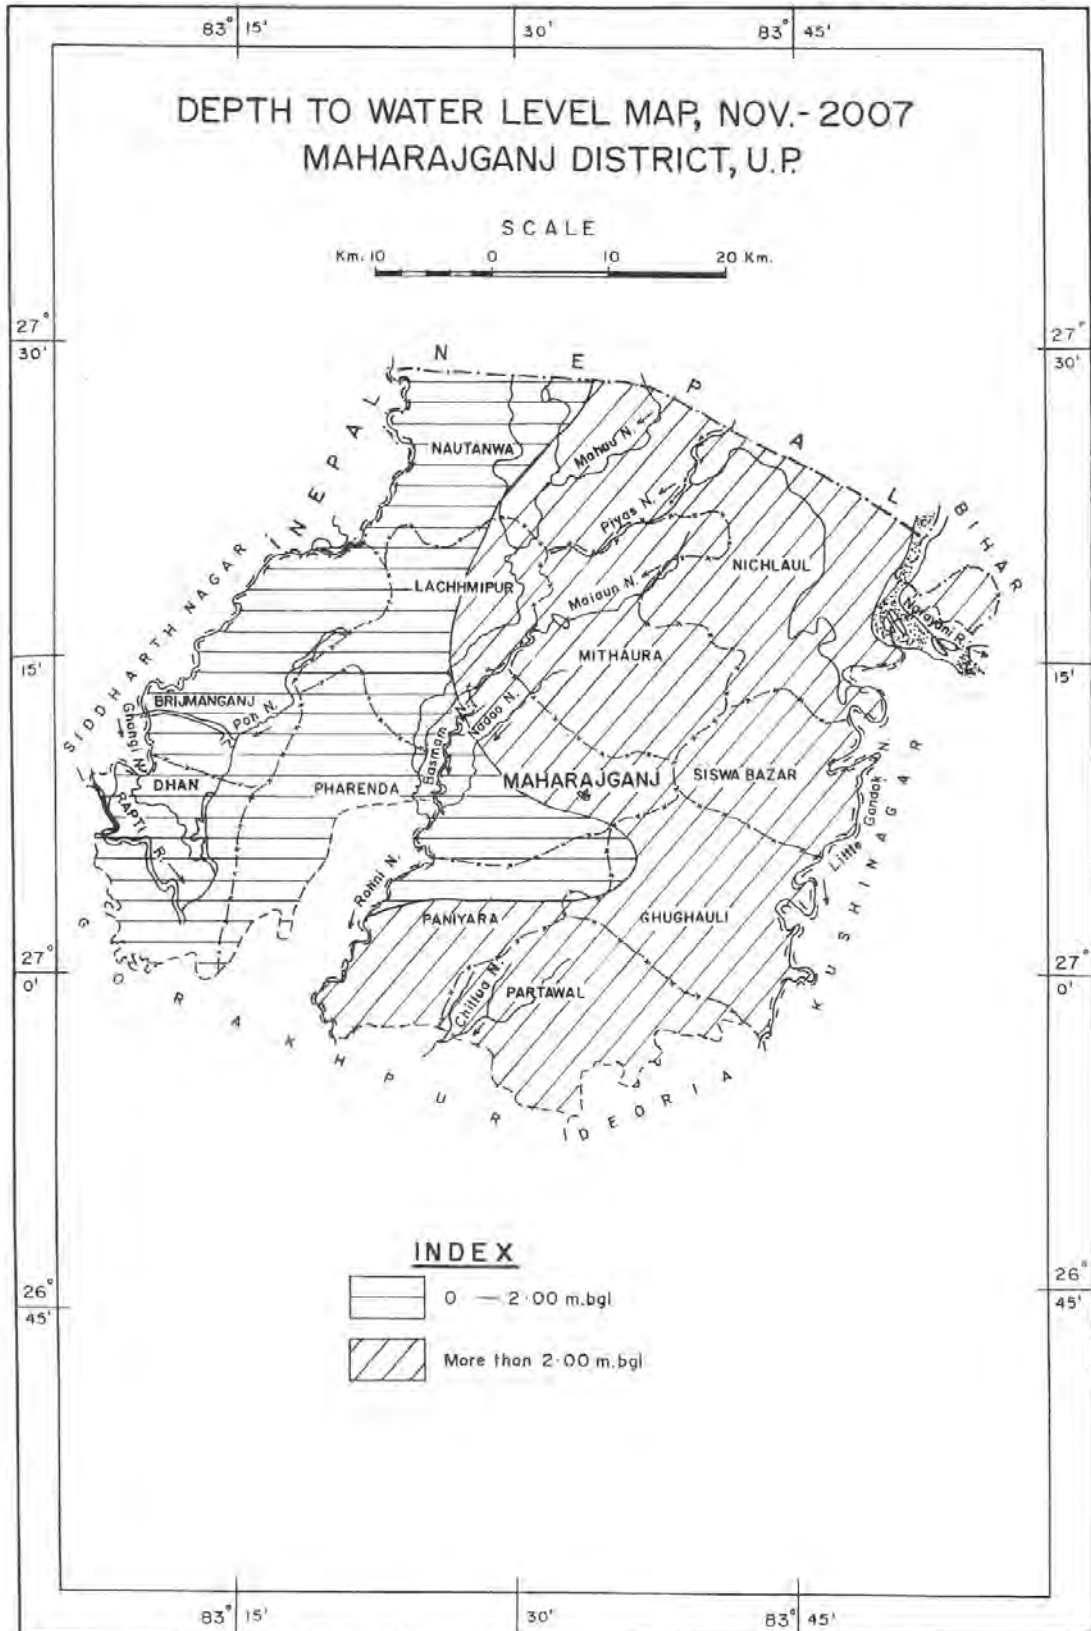 83° 15'
30'
83° 45'
DEPTH TO WATER LEVEL MAP, NOV.-2007
MAHARAJGANJ DISTRICT, U.P.
SCALE
Km. 10 0 10 20 Km.
27° 30'
27° 30'
NEPAL
NEPAL
BIHAR
SIDDHARTH NAGAR
NAUTANWA
Mahau N.
Piyas N.
NICHLAUL
LACHHMIPUR
Narayani R.
MITHAURA
15'
15'
BRIJMANGANJ
Ghongi N.
Nadao N.
Basman N.
DHAN
PHARENDA
MAHARAJGANJ
SISWA BAZAR
RAPTI R.
Little Gandak N.
KUSHINAGAR
Rohni N.
PANIYARA
GHUGHAULI
27° 0'
27° 0'
PARTAWAL
GORAKHPUR
DEORIA
INDEX
0 — 2·00 m.bgl
More than 2·00 m.bgl
26° 45'
26° 45'
83° 15'
30'
83° 45'